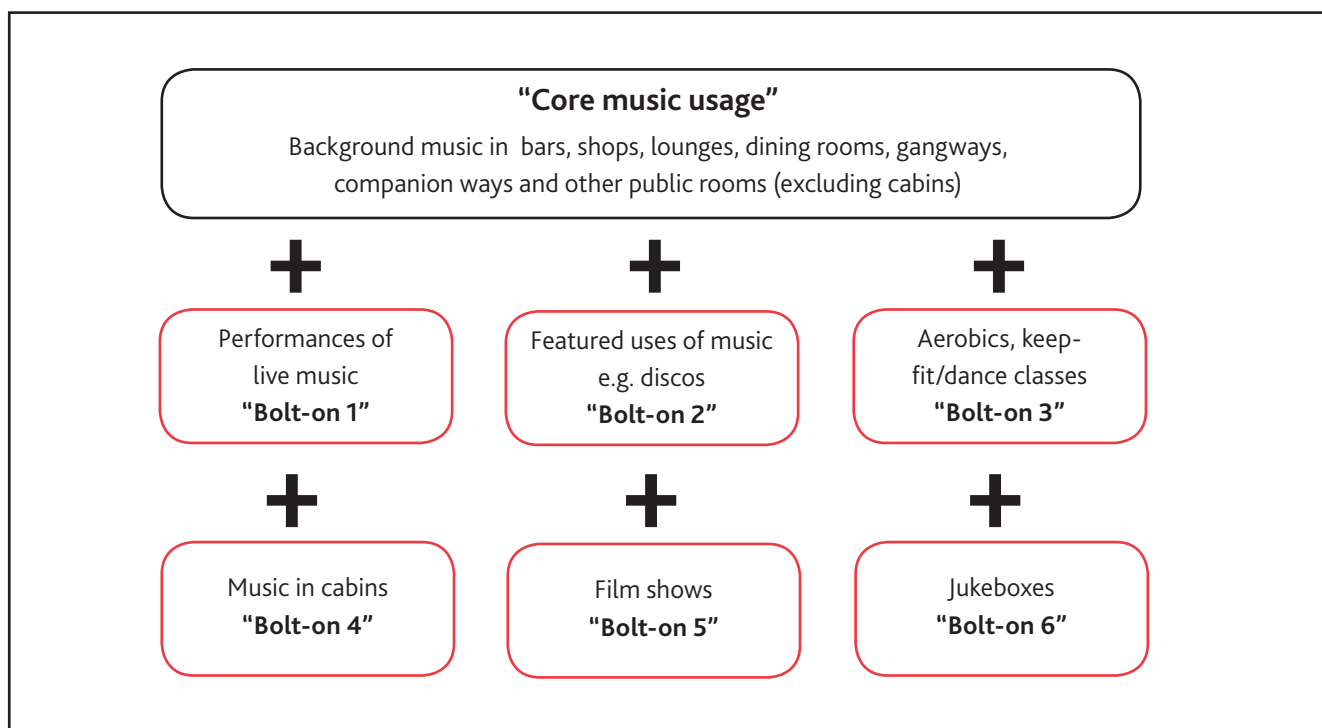 “Core music usage”
Background music in  bars, shops, lounges, dining rooms, gangways,
companion ways and other public rooms (excluding cabins)
Performances of
live music
“Bolt-on 1”
Featured uses of music
e.g. discos
“Bolt-on 2”
Aerobics, keep-
fit/dance classes
“Bolt-on 3”
Music in cabins
“Bolt-on 4”
Film shows
“Bolt-on 5”
Jukeboxes
“Bolt-on 6”